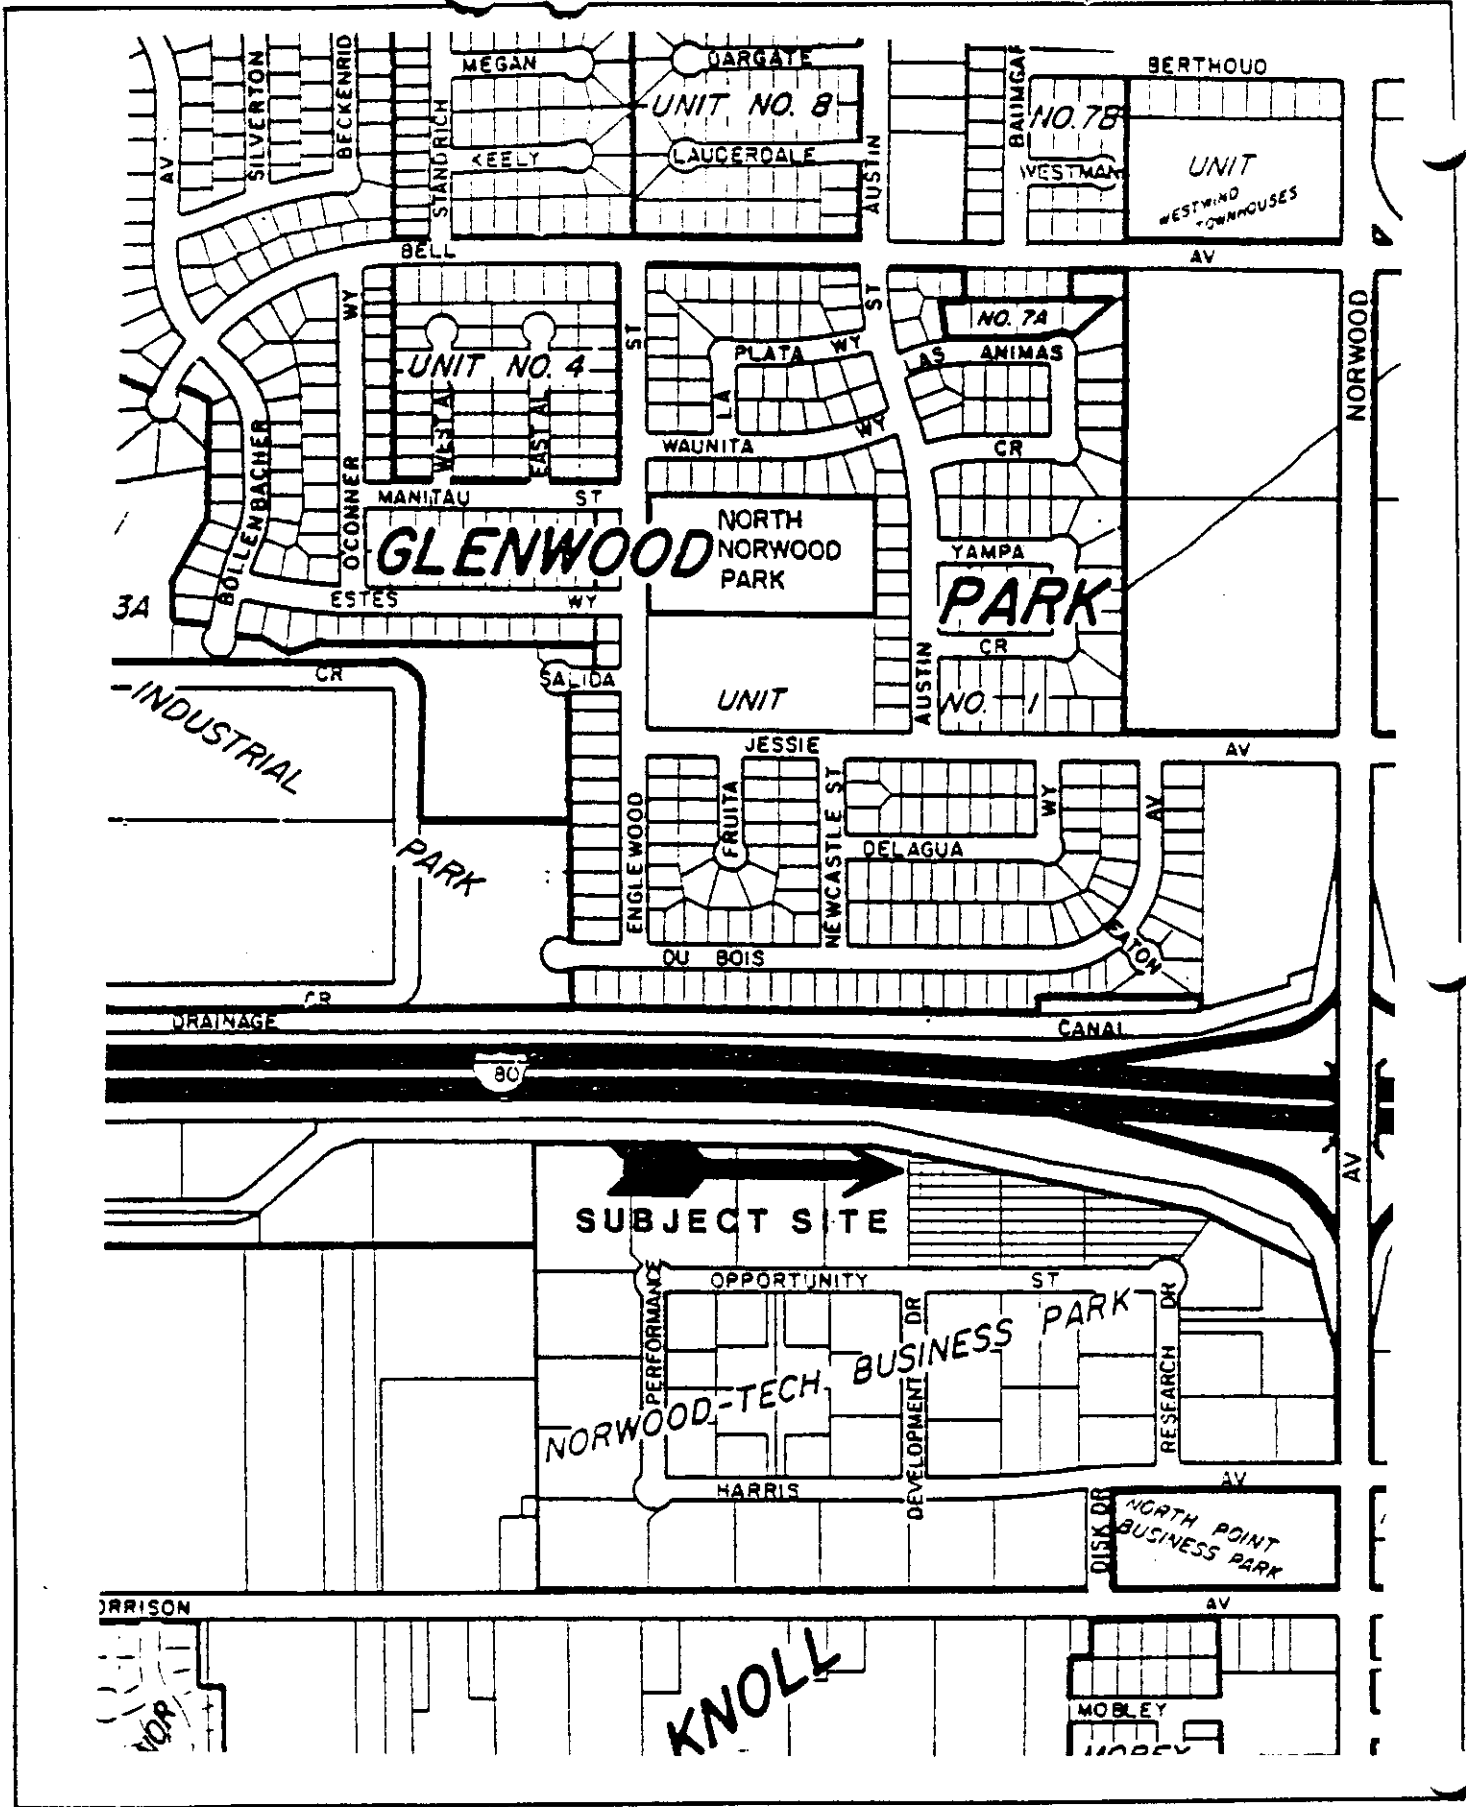 SILVERTON
BECKENRID
MEGAN
DARGATE
BAUMGAR
BERTHOUD
UNIT NO. 8
NO. 7B
AV
STANDRICH
KEELY
LAUDERDALE
AUSTIN
WESTMAN
UNIT
WESTWIND
TOWNHOUSES
BELL
AV
WY
ST
ST
NO. 7A
NORWOOD
PLATA
WY
LAS
ANIMAS
UNIT NO. 4
WEST AL
EAST AL
LA
WAUNITA
WY
CR
BOLLENBACHER
O'CONNER
MANITAU
ST
GLENWOOD
NORTH
NORWOOD
PARK
YAMPA
PARK
3A
ESTES
WY
CR
CR
SALIDA
AUSTIN
INDUSTRIAL
UNIT
NO. 1
JESSIE
AV
ENGLEWOOD
FRUITA
NEWCASTLE ST
WY
AV
PARK
DELAGUA
EATON
DU BOIS
CR
DRAINAGE
CANAL
80
AV
SUBJECT SITE
OPPORTUNITY
ST
PERFORMANCE
DEVELOPMENT DR
RESEARCH DR
NORWOOD-TECH BUSINESS PARK
HARRIS
AV
DISK DR
NORTH POINT
BUSINESS PARK
ORRISON
AV
KNOLL
NOR
MOBLEY
MOREY